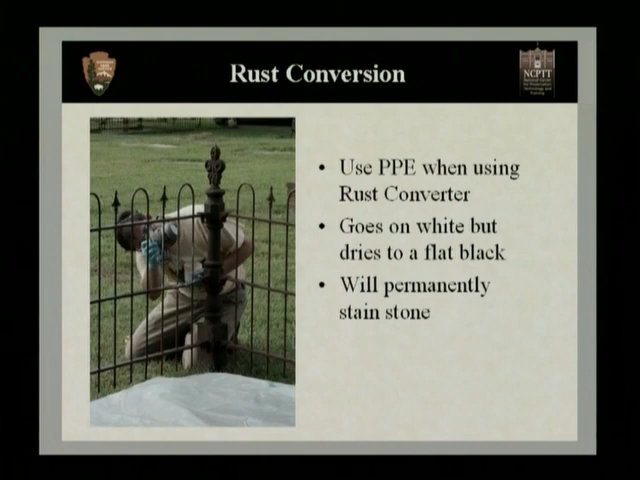 Rust Conversion
NCPTT
• Use PPE when using
Rust Converter
• Goes on white but
dries to a flat black
• Will permanently
stain stone